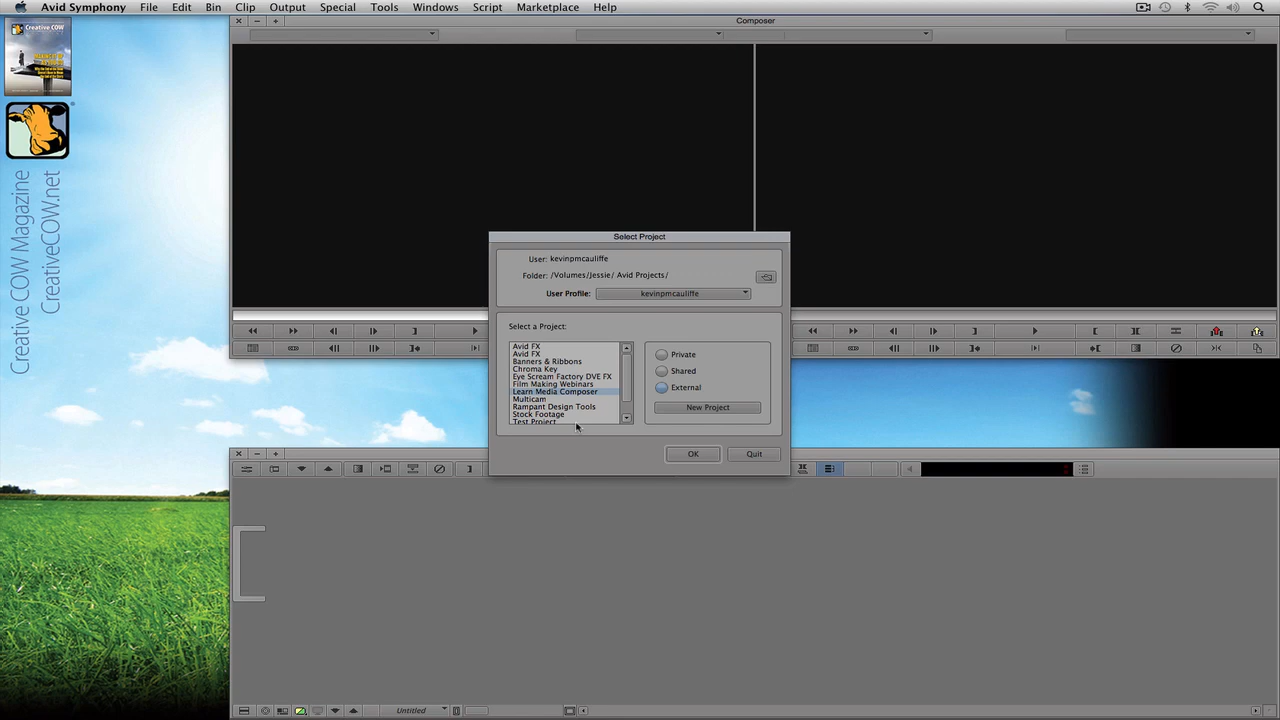 Avid Symphony File Edit Bin Clip Output Special Tools Windows Script Marketplace Help
Composer
Creative COW
Creative COW Magazine
CreativeCOW.net
Select Project
User: kevinpmcauliffe
Folder: /Volumes/Jessie/ Avid Projects/
User Profile: kevinpmcauliffe
Select a Project:
Avid FX
Avid FX
Banners & Ribbons
Chroma Key
Eye Scream Factory DVE FX
Film Making Webinars
Learn Media Composer
Multicam
Rampant Design Tools
Stock Footage
Test Project
Private
Shared
External
New Project
OK Quit
Untitled